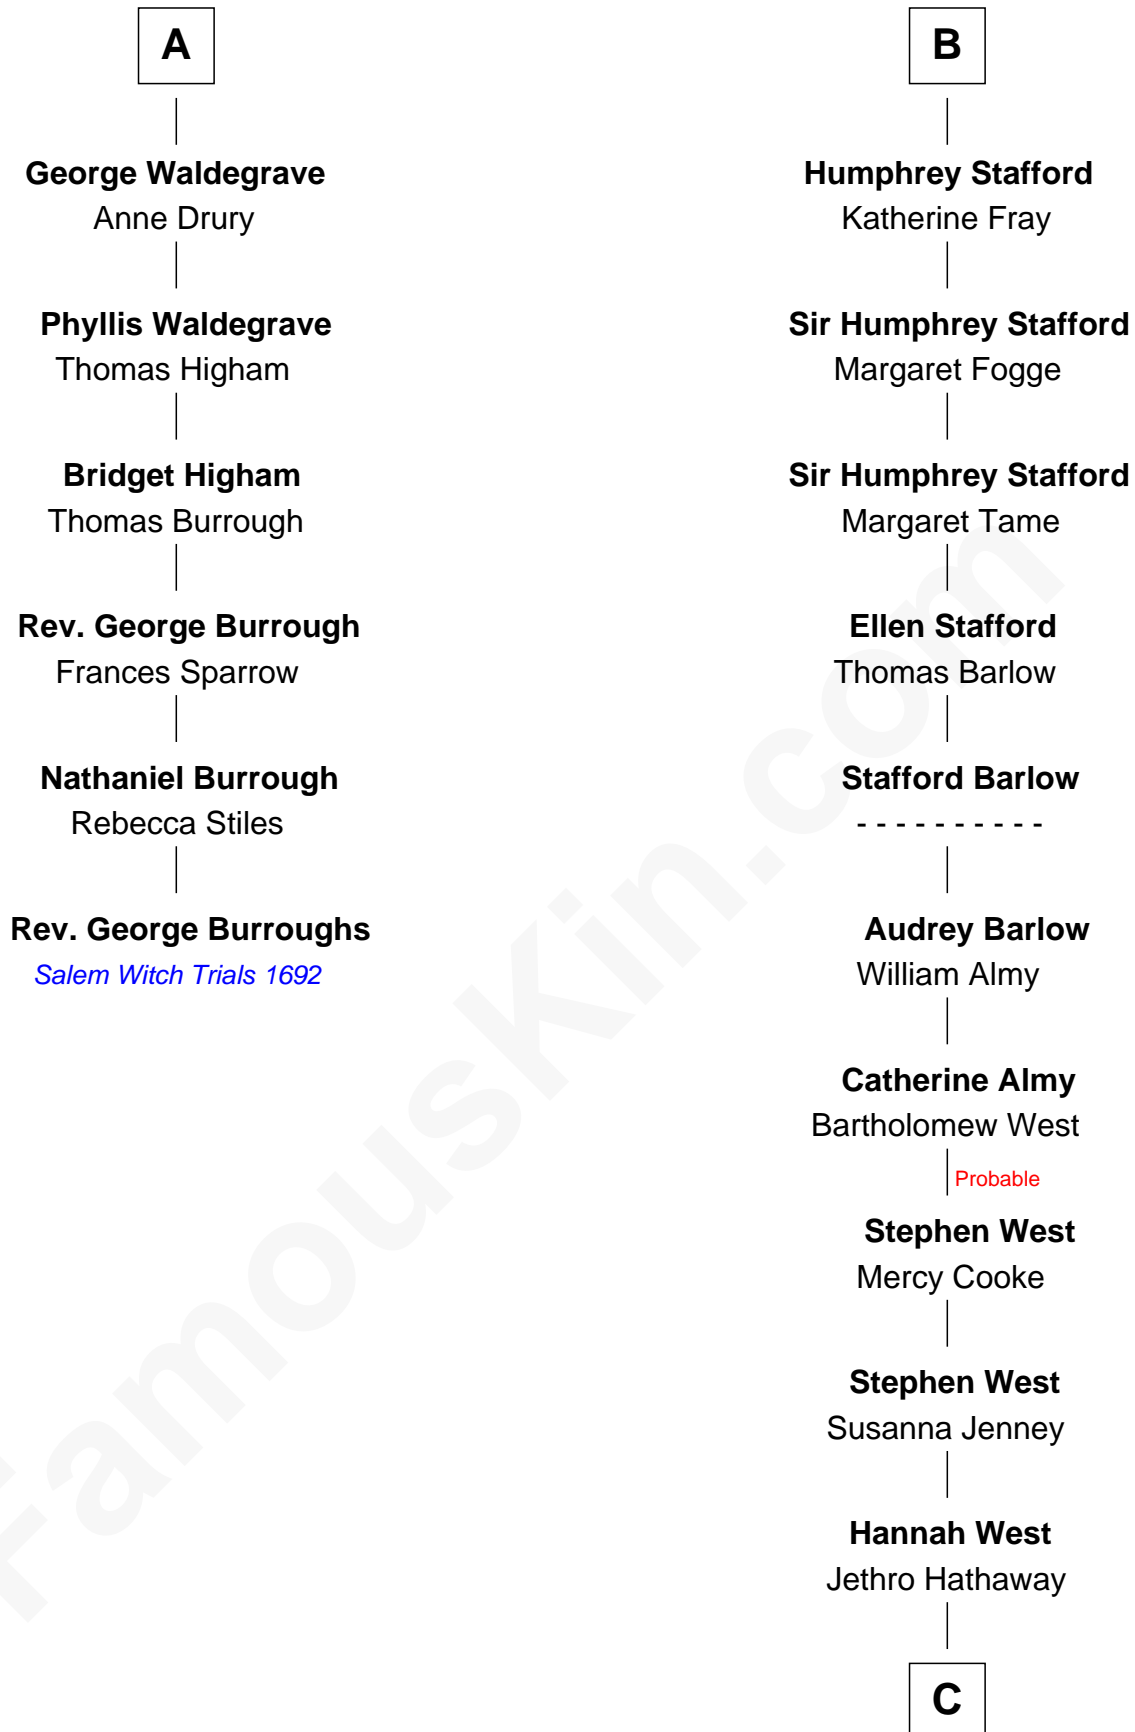 A
George Waldegrave
Anne Drury
Phyllis Waldegrave
Thomas Higham
Bridget Higham
Thomas Burrough
Rev. George Burrough
Frances Sparrow
Nathaniel Burrough
Rebecca Stiles
Rev. George Burroughs
Salem Witch Trials 1692
B
Humphrey Stafford
Katherine Fray
Sir Humphrey Stafford
Margaret Fogge
Sir Humphrey Stafford
Margaret Tame
Ellen Stafford
Thomas Barlow
Stafford Barlow
- - - - - - - - - -
Audrey Barlow
William Almy
Catherine Almy
Bartholomew West
Probable
Stephen West
Mercy Cooke
Stephen West
Susanna Jenney
Hannah West
Jethro Hathaway
C
FamousKin.com